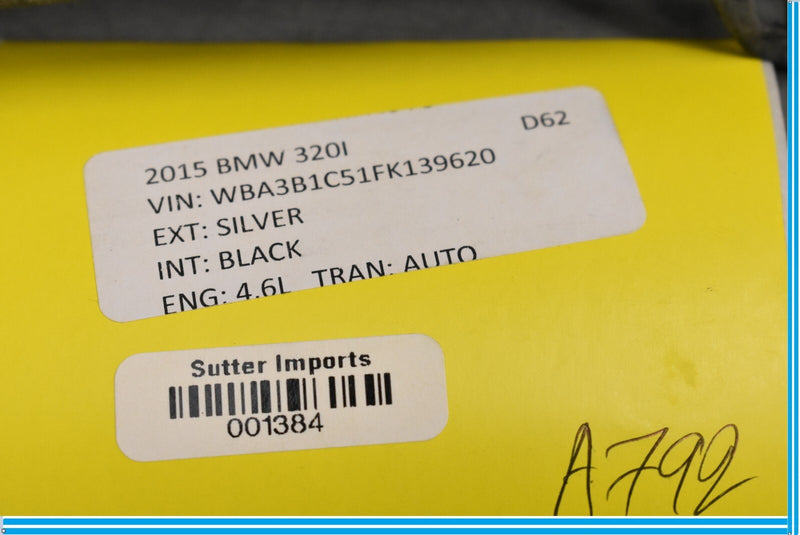 D62
2015 BMW 320I
VIN: WBA3B1C51FK139620
EXT: SILVER
INT: BLACK
ENG: 4.6L TRAN: AUTO
Sutter Imports
001384
A792